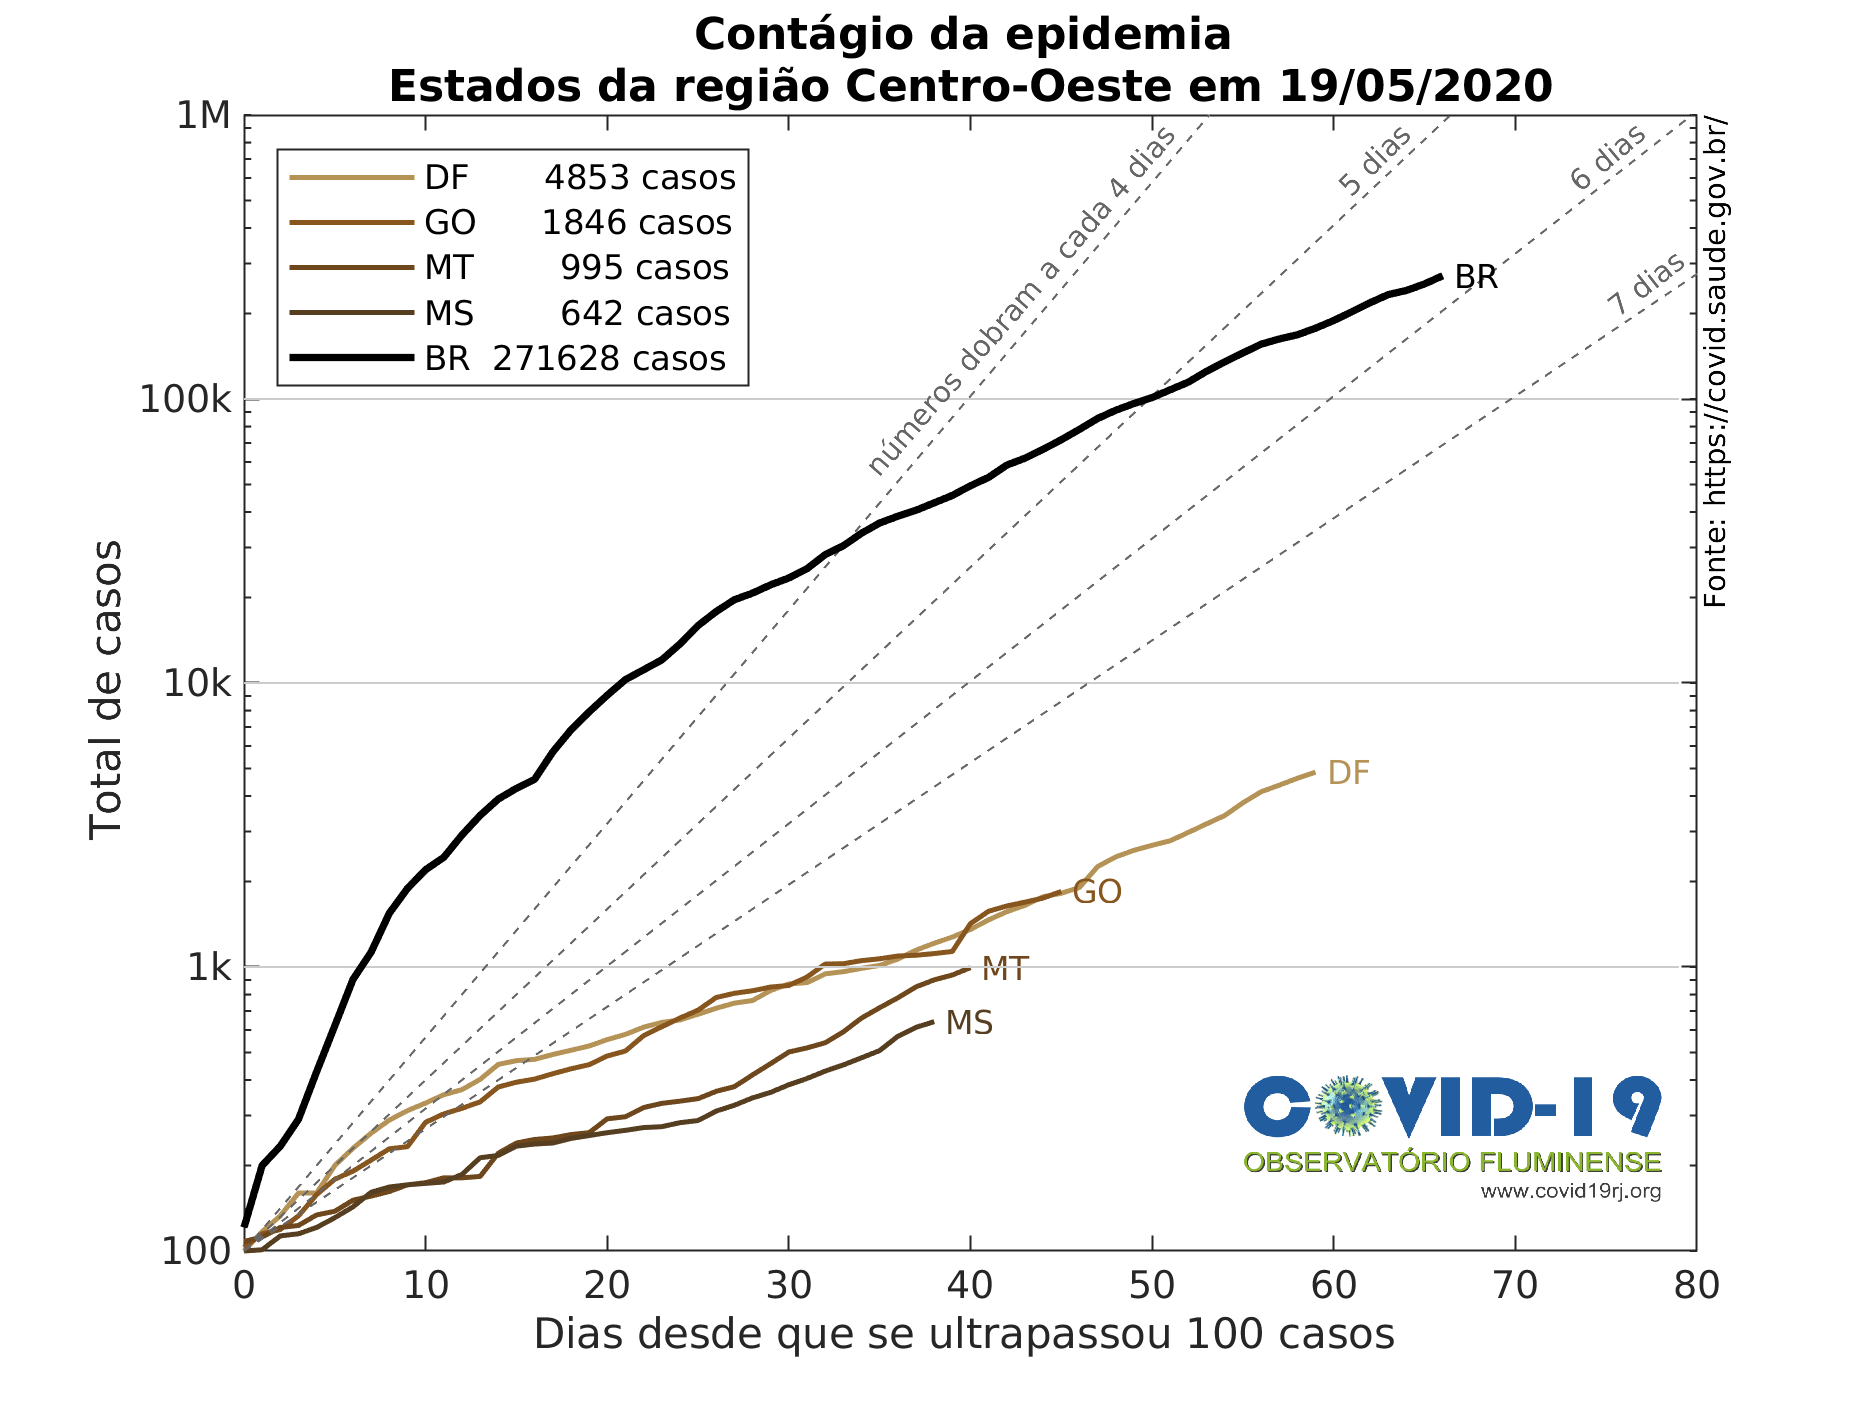 Contágio da epidemia
Estados da região Centro-Oeste em 19/05/2020
1M
100k
10k
1k
100
Total de casos
DF 4853 casos
GO 1846 casos
MT 995 casos
MS 642 casos
BR 271628 casos
números dobram a cada 4 dias
5 dias
6 dias
7 dias
BR
DF
GO
MT
MS
Fonte: https://covid.saude.gov.br/
COVID-19
OBSERVATÓRIO FLUMINENSE
www.covid19rj.org
0 10 20 30 40 50 60 70 80
Dias desde que se ultrapassou 100 casos